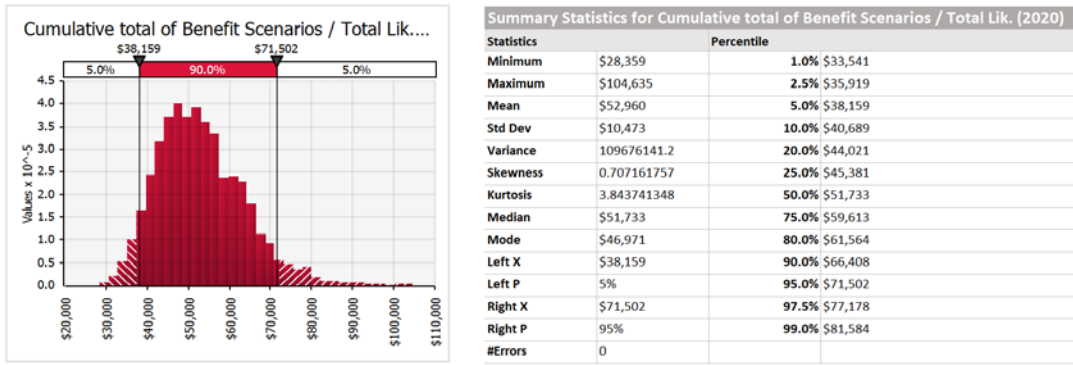 Cumulative total of Benefit Scenarios / Total Lik....
$38,159 $71,502
5.0% 90.0% 5.0%
4.5
4.0
3.5
3.0
2.5
2.0
1.5
1.0
0.5
0.0
Values x 10^-5
$20,000 $30,000 $40,000 $50,000 $60,000 $70,000 $80,000 $90,000 $100,000 $110,000
Summary Statistics for Cumulative total of Benefit Scenarios / Total Lik. (2020)
Statistics Percentile
Minimum $28,359 1.0% $33,541
Maximum $104,635 2.5% $35,919
Mean $52,960 5.0% $38,159
Std Dev $10,473 10.0% $40,689
Variance 109676141.2 20.0% $44,021
Skewness 0.707161757 25.0% $45,381
Kurtosis 3.843741348 50.0% $51,733
Median $51,733 75.0% $59,613
Mode $46,971 80.0% $61,564
Left X $38,159 90.0% $66,408
Left P 5% 95.0% $71,502
Right X $71,502 97.5% $77,178
Right P 95% 99.0% $81,584
#Errors 0